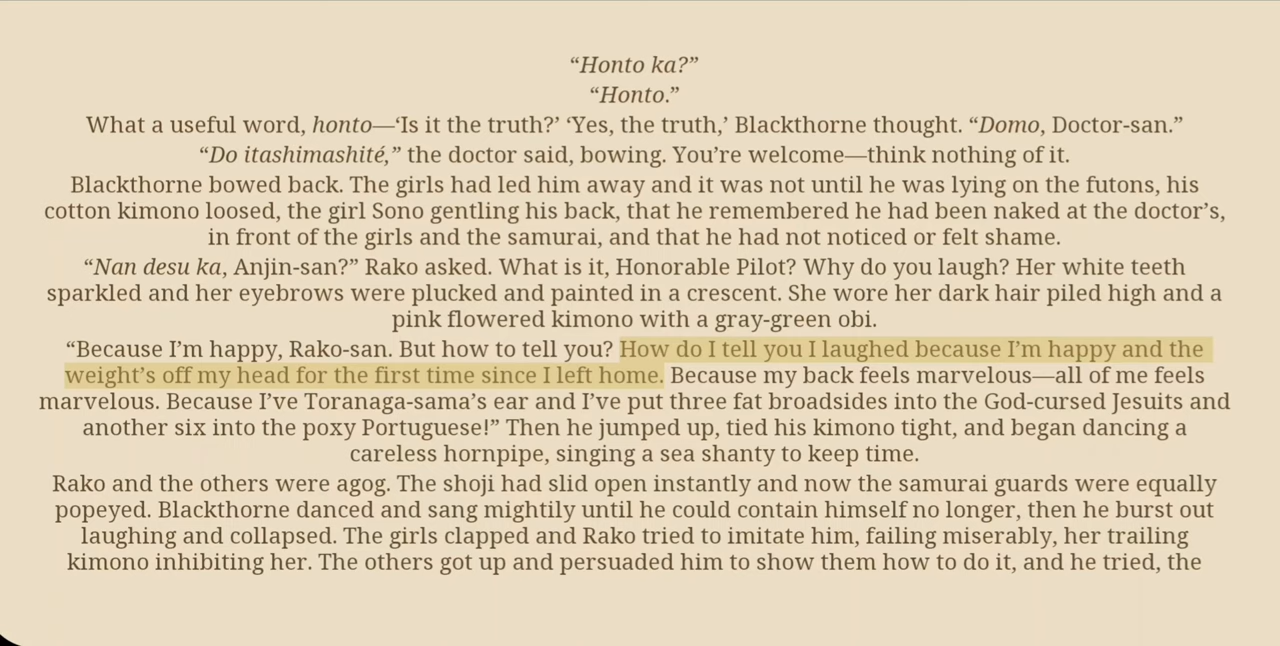 “Honto ka?”
“Honto.”
What a useful word, honto—‘Is it the truth?’ ‘Yes, the truth,’ Blackthorne thought. “Domo, Doctor-san.”
“Do itashimashité,” the doctor said, bowing. You’re welcome—think nothing of it.
Blackthorne bowed back. The girls had led him away and it was not until he was lying on the futons, his
cotton kimono loosed, the girl Sono gentling his back, that he remembered he had been naked at the doctor’s,
in front of the girls and the samurai, and that he had not noticed or felt shame.
“Nan desu ka, Anjin-san?” Rako asked. What is it, Honorable Pilot? Why do you laugh? Her white teeth
sparkled and her eyebrows were plucked and painted in a crescent. She wore her dark hair piled high and a
pink flowered kimono with a gray-green obi.
“Because I’m happy, Rako-san. But how to tell you? How do I tell you I laughed because I’m happy and the
weight’s off my head for the first time since I left home. Because my back feels marvelous—all of me feels
marvelous. Because I’ve Toranaga-sama’s ear and I’ve put three fat broadsides into the God-cursed Jesuits and
another six into the poxy Portuguese!” Then he jumped up, tied his kimono tight, and began dancing a
careless hornpipe, singing a sea shanty to keep time.
Rako and the others were agog. The shoji had slid open instantly and now the samurai guards were equally
popeyed. Blackthorne danced and sang mightily until he could contain himself no longer, then he burst out
laughing and collapsed. The girls clapped and Rako tried to imitate him, failing miserably, her trailing
kimono inhibiting her. The others got up and persuaded him to show them how to do it, and he tried, the